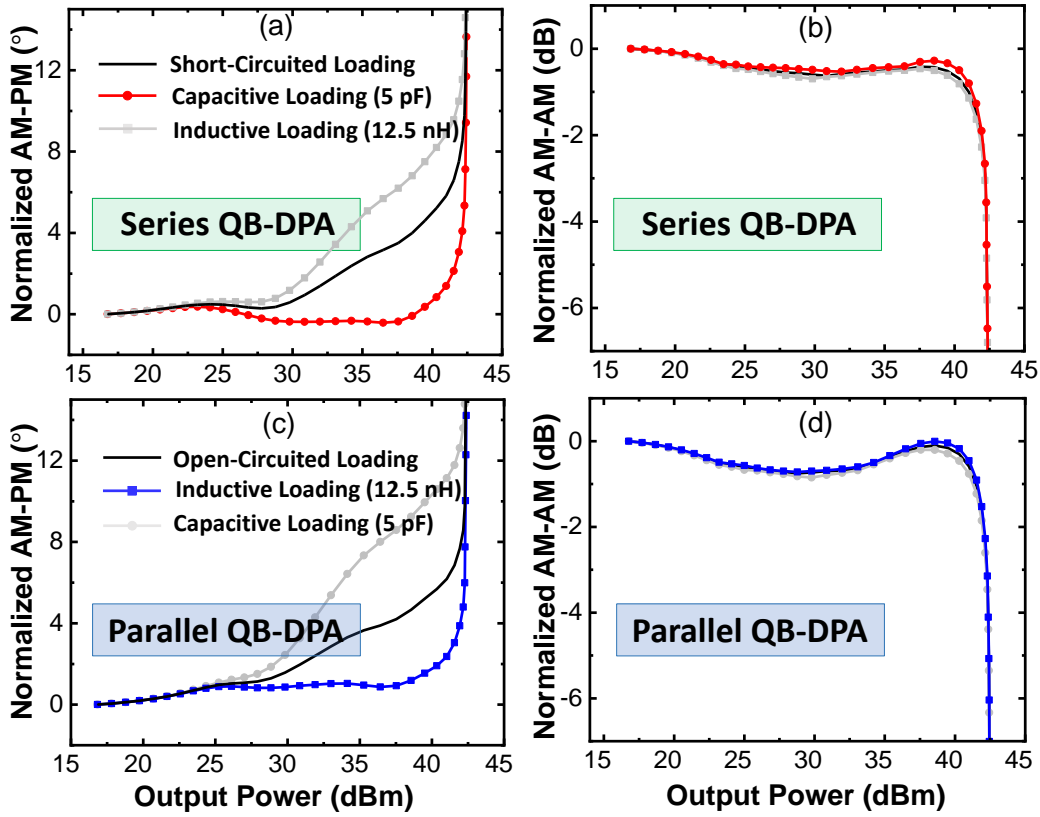 (a)
Normalized AM-PM (°)
12
8
4
0
Short-Circuited Loading
Capacitive Loading (5 pF)
Inductive Loading (12.5 nH)
Series QB-DPA
15 20 25 30 35 40 45
(b)
Normalized AM-AM (dB)
0
-2
-4
-6
Series QB-DPA
15 20 25 30 35 40 45
(c)
Normalized AM-PM (°)
12
8
4
0
Open-Circuited Loading
Inductive Loading (12.5 nH)
Capacitive Loading (5 pF)
Parallel QB-DPA
15 20 25 30 35 40 45
Output Power (dBm)
(d)
Normalized AM-AM (dB)
0
-2
-4
-6
Parallel QB-DPA
15 20 25 30 35 40 45
Output Power (dBm)